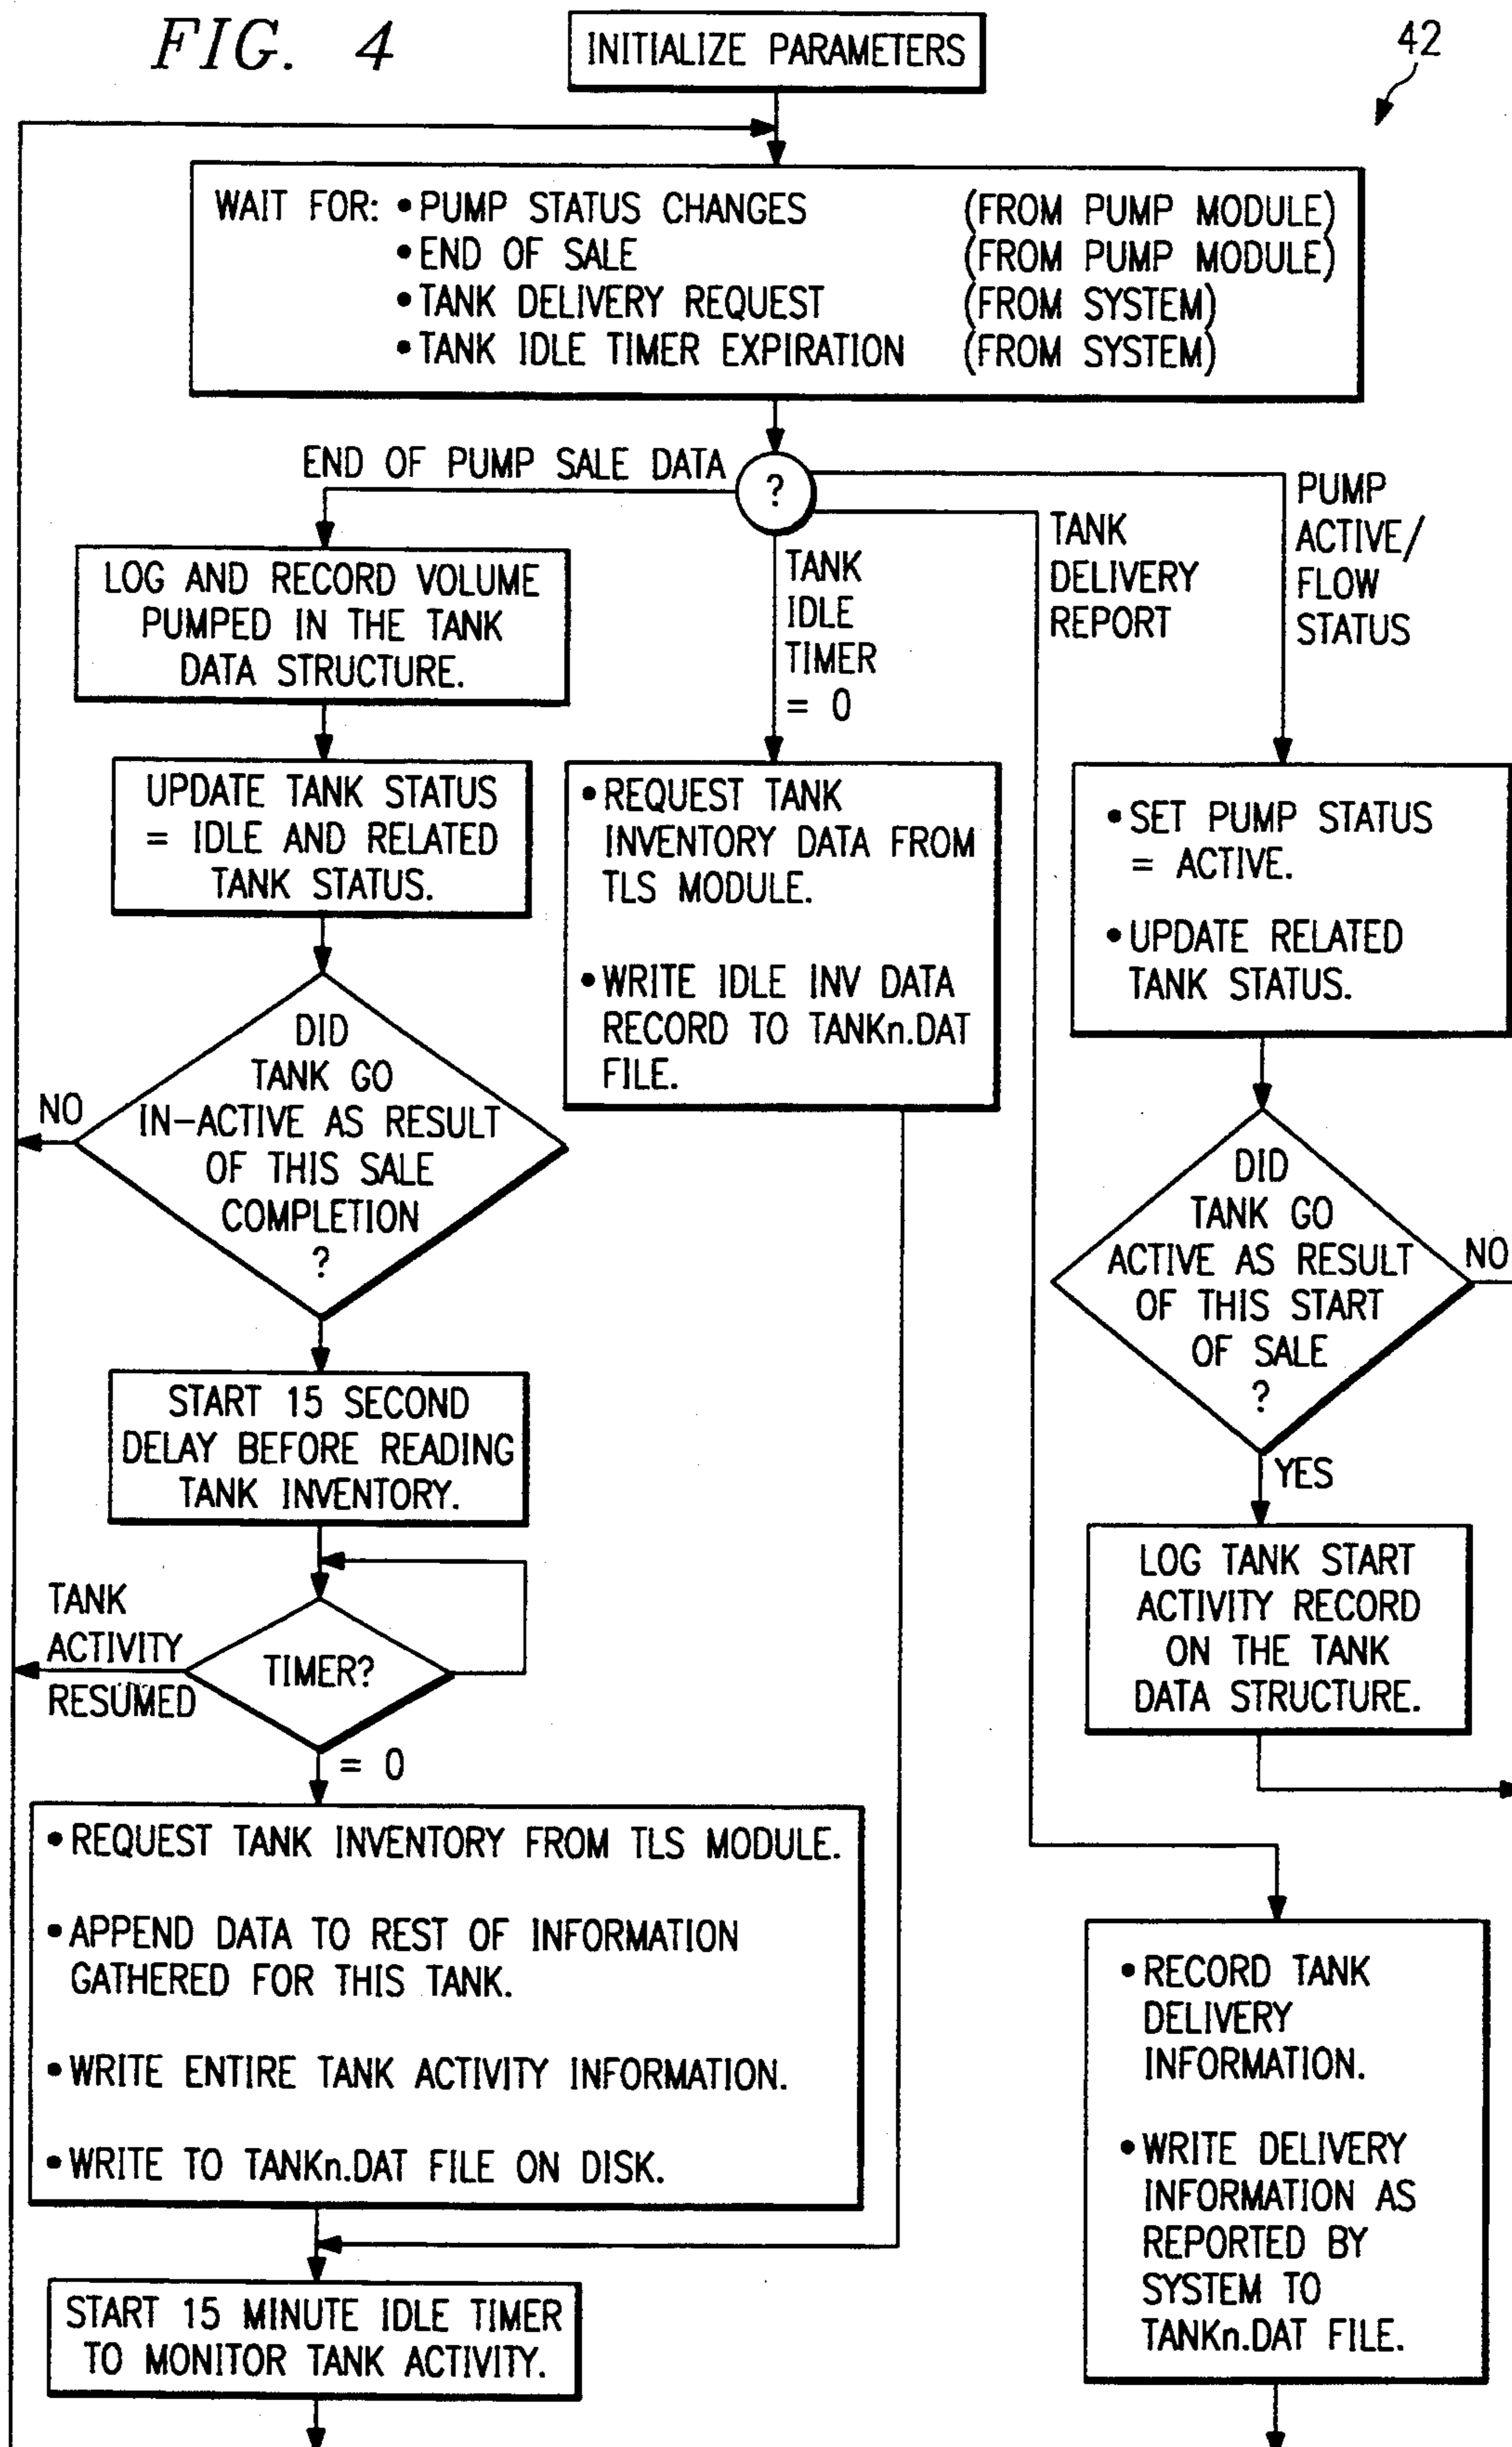 FIG. 4
INITIALIZE PARAMETERS
42
WAIT FOR: • PUMP STATUS CHANGES (FROM PUMP MODULE)
• END OF SALE (FROM PUMP MODULE)
• TANK DELIVERY REQUEST (FROM SYSTEM)
• TANK IDLE TIMER EXPIRATION (FROM SYSTEM)
?
END OF PUMP SALE DATA
LOG AND RECORD VOLUME
PUMPED IN THE TANK
DATA STRUCTURE.
UPDATE TANK STATUS
= IDLE AND RELATED
TANK STATUS.
DID
TANK GO
IN-ACTIVE AS RESULT
OF THIS SALE
COMPLETION
?
NO
START 15 SECOND
DELAY BEFORE READING
TANK INVENTORY.
TIMER?
TANK
ACTIVITY
RESUMED
= 0
• REQUEST TANK INVENTORY FROM TLS MODULE.
• APPEND DATA TO REST OF INFORMATION
GATHERED FOR THIS TANK.
• WRITE ENTIRE TANK ACTIVITY INFORMATION.
• WRITE TO TANKn.DAT FILE ON DISK.
START 15 MINUTE IDLE TIMER
TO MONITOR TANK ACTIVITY.
TANK
IDLE
TIMER
= 0
• REQUEST TANK
INVENTORY DATA FROM
TLS MODULE.
• WRITE IDLE INV DATA
RECORD TO TANKn.DAT
FILE.
TANK
DELIVERY
REPORT
PUMP
ACTIVE/
FLOW
STATUS
• SET PUMP STATUS
= ACTIVE.
• UPDATE RELATED
TANK STATUS.
DID
TANK GO
ACTIVE AS RESULT
OF THIS START
OF SALE
?
NO
YES
LOG TANK START
ACTIVITY RECORD
ON THE TANK
DATA STRUCTURE.
• RECORD TANK
DELIVERY
INFORMATION.
• WRITE DELIVERY
INFORMATION AS
REPORTED BY
SYSTEM TO
TANKn.DAT FILE.